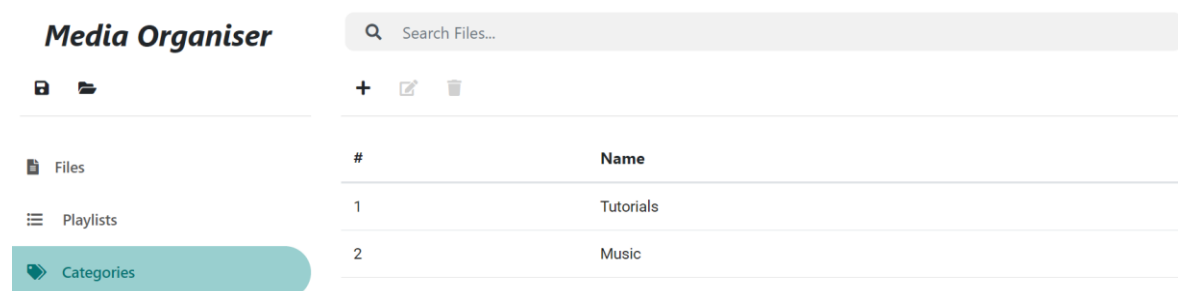 Media Organiser
Search Files...
Files
Playlists
Categories
# Name
1 Tutorials
2 Music